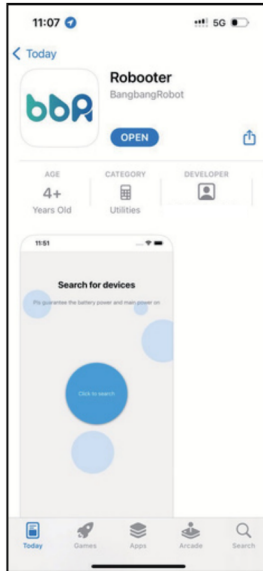 11:07
5G
Today
bbR
Robooter
BangbangRobot
OPEN
AGE
4+
Years Old
CATEGORY
Utilities
DEVELOPER
11:51
Search for devices
Pls guarantee the battery power and main power on
Click to search
Today
Games
Apps
Arcade
Search